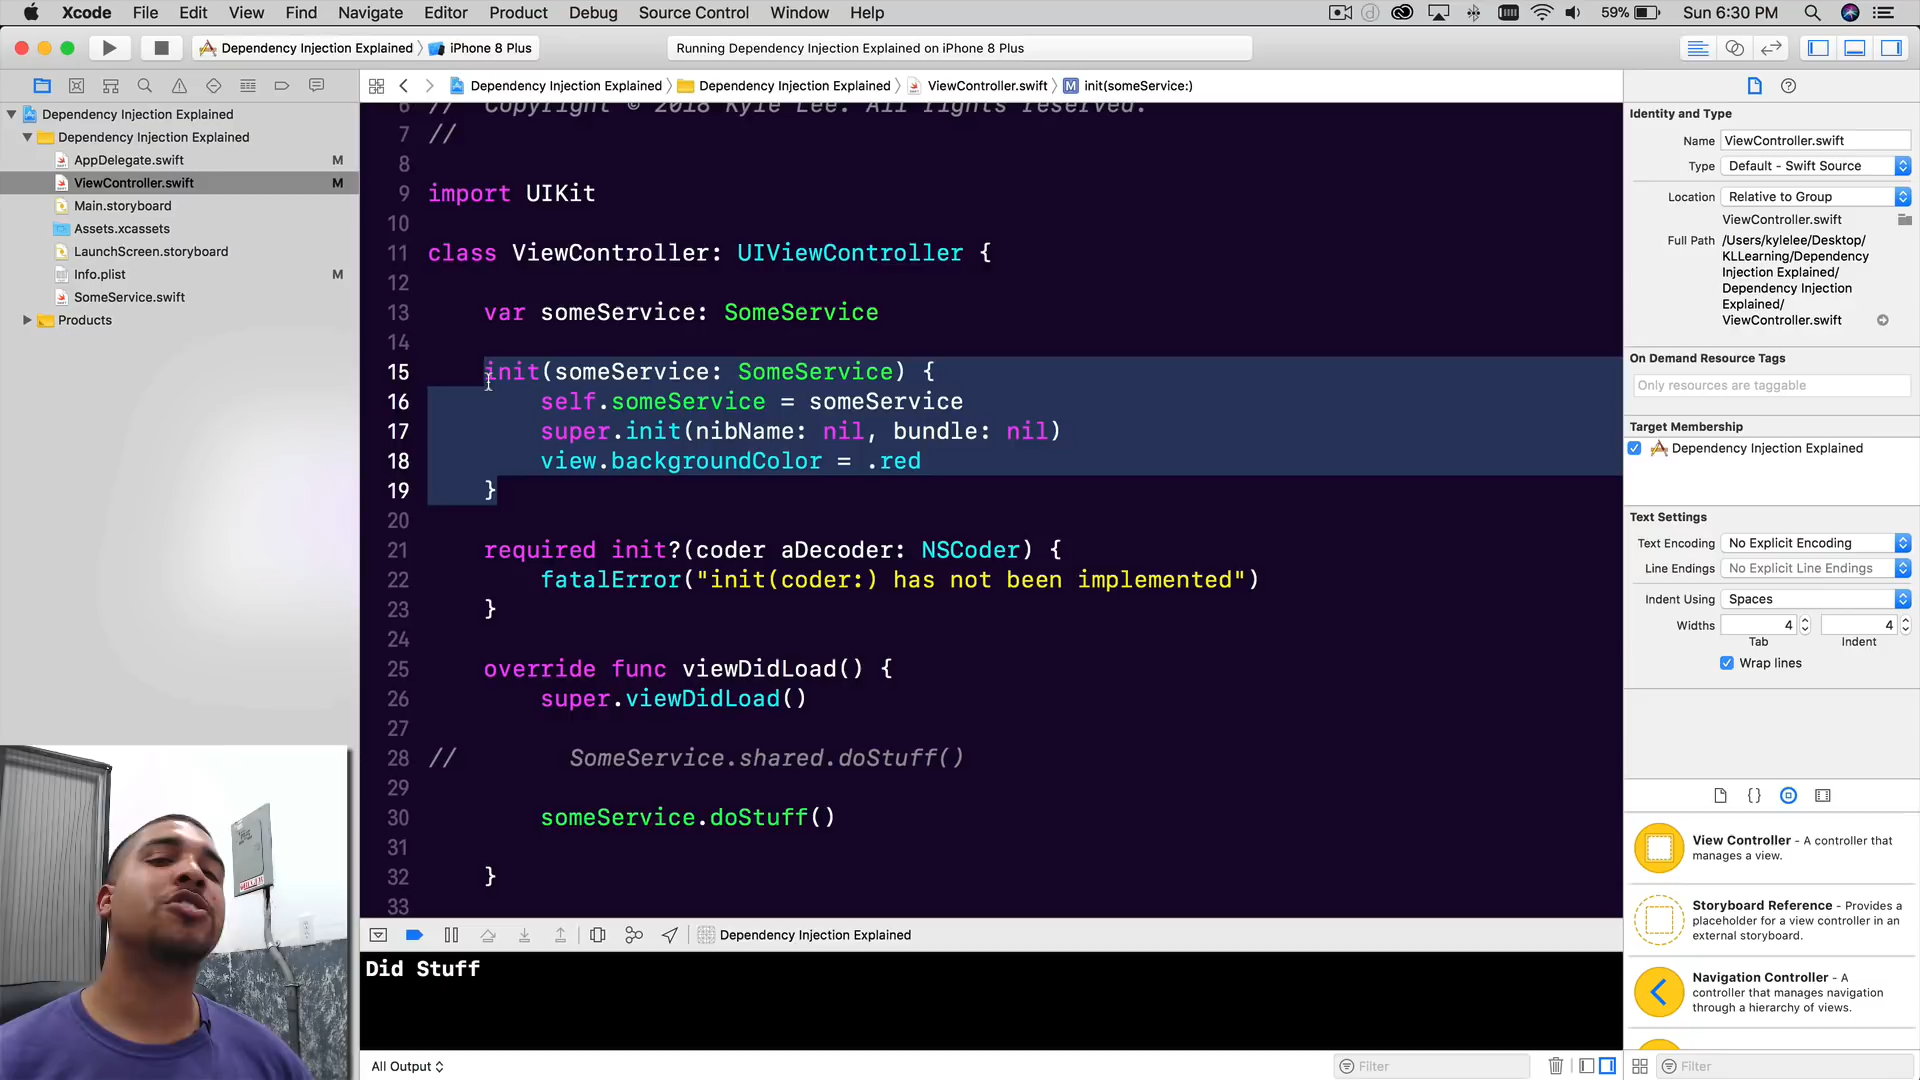 Xcode File Edit View Find Navigate Editor Product Debug Source Control Window Help 59% Sun 6:30 PM
Dependency Injection Explained iPhone 8 Plus Running Dependency Injection Explained on iPhone 8 Plus
Dependency Injection Explained Dependency Injection Explained ViewController.swift M init(someService:)
Dependency Injection Explained
Dependency Injection Explained
AppDelegate.swift M
ViewController.swift M
Main.storyboard
Assets.xcassets
LaunchScreen.storyboard
Info.plist M
SomeService.swift
Products
6 // Copyright © 2018 Kyle Lee. All rights reserved.
7 //
8
9 import UIKit
10
11 class ViewController: UIViewController {
12
13 var someService: SomeService
14
15 init(someService: SomeService) {
16 self.someService = someService
17 super.init(nibName: nil, bundle: nil)
18 view.backgroundColor = .red
19 }
20
21 required init?(coder aDecoder: NSCoder) {
22 fatalError("init(coder:) has not been implemented")
23 }
24
25 override func viewDidLoad() {
26 super.viewDidLoad()
27
28 // SomeService.shared.doStuff()
29
30 someService.doStuff()
31
32 }
33
Dependency Injection Explained
Did Stuff
All Output
Filter
Identity and Type
Name ViewController.swift
Type Default - Swift Source
Location Relative to Group
ViewController.swift
Full Path /Users/kylelee/Desktop/
KLLearning/Dependency
Injection Explained/
Dependency Injection
Explained/
ViewController.swift
On Demand Resource Tags
Only resources are taggable
Target Membership
Dependency Injection Explained
Text Settings
Text Encoding No Explicit Encoding
Line Endings No Explicit Line Endings
Indent Using Spaces
Widths 4 4
Tab Indent
Wrap lines
View Controller - A controller that
manages a view.
Storyboard Reference - Provides a
placeholder for a view controller in an
external storyboard.
Navigation Controller - A
controller that manages navigation
through a hierarchy of views.
Filter